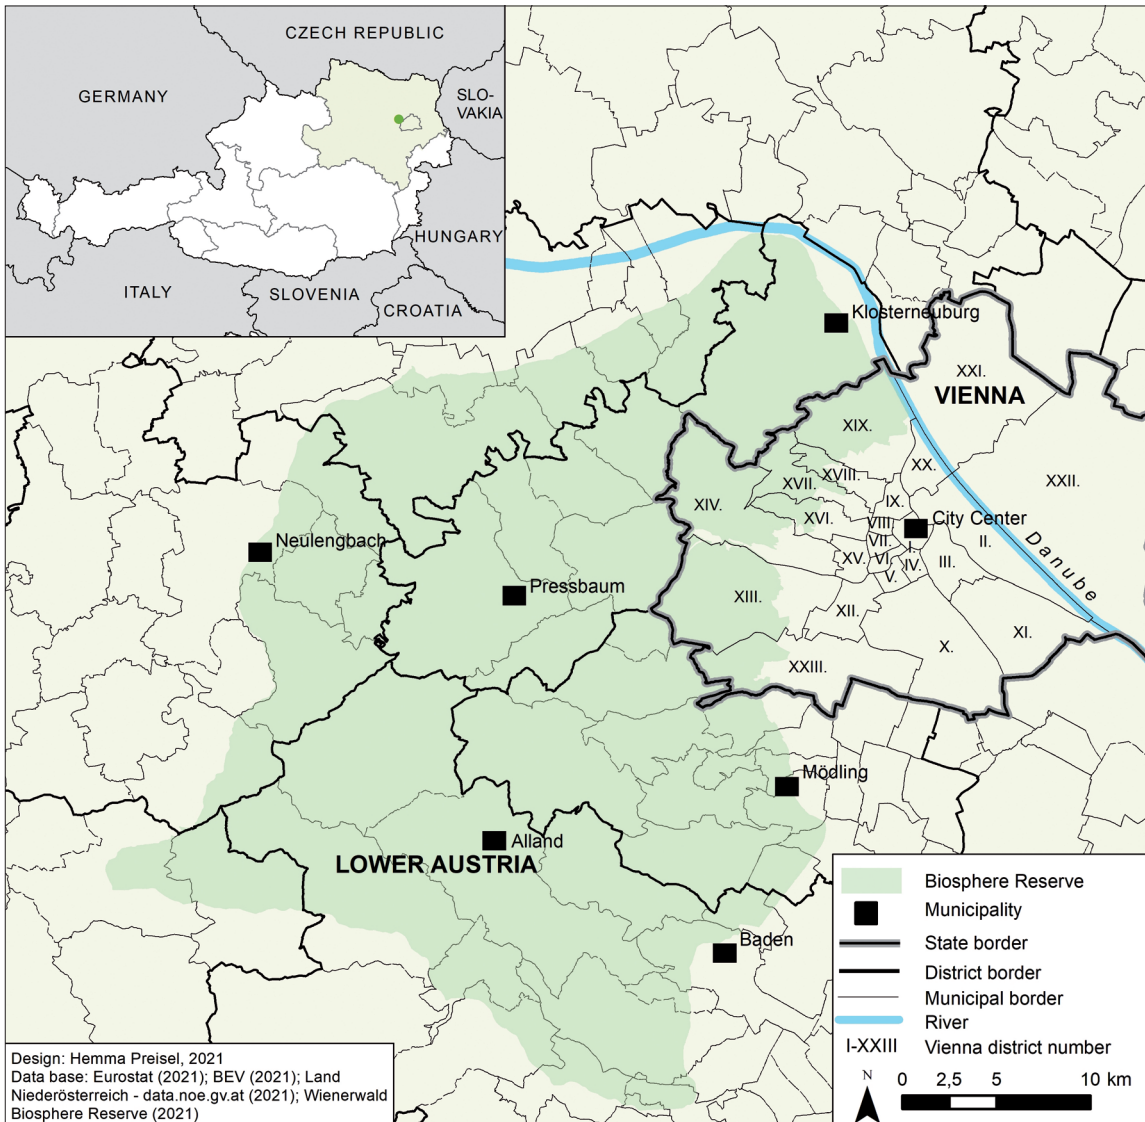 CZECH REPUBLIC
GERMANY
SLO-
VAKIA
HUNGARY
ITALY
SLOVENIA
CROATIA
Klosterneuburg
XXI.
VIENNA
XIX.
XX.
XVIII.
XVII.
XXII.
XIV.
IX.
XVI.
VIII.
City Center
Neulengbach
VII.
I.
II.
Danube
XV.
VI.
IV.
III.
V.
Pressbaum
XIII.
XII.
XI.
X.
XXIII.
Mödling
Alland
LOWER AUSTRIA
Baden
Biosphere Reserve
Municipality
State border
District border
Municipal border
River
I-XXIII Vienna district number
N
0 2,5 5 10 km
Design: Hemma Preisel, 2021
Data base: Eurostat (2021); BEV (2021); Land
Niederösterreich - data.noe.gv.at (2021); Wienerwald
Biosphere Reserve (2021)